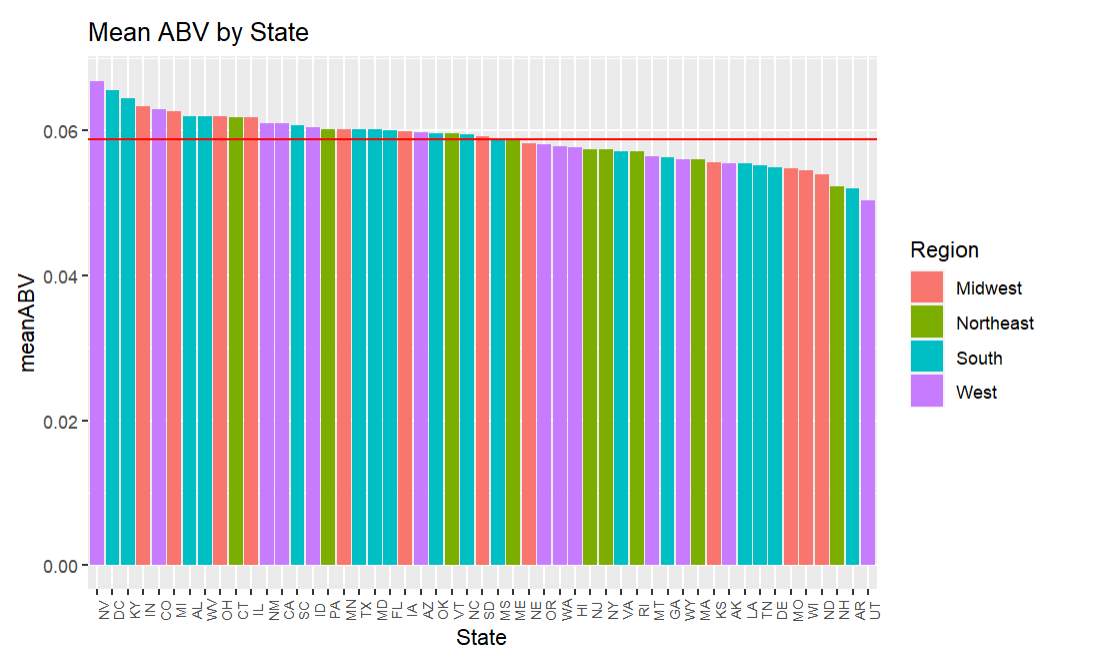 Mean ABV by State
meanABV
0.06
0.04
0.02
0.00
NV DC KY IN CO MI AL WV OH CT IL NM CA SC ID PA MN TX MD FL IA AZ OK VT NC SD MS ME NE OR WA HI NJ NY VA RI MT GA WY MA KS AK LA TN DE MO WI ND NH AR UT
State
Region
Midwest
Northeast
South
West